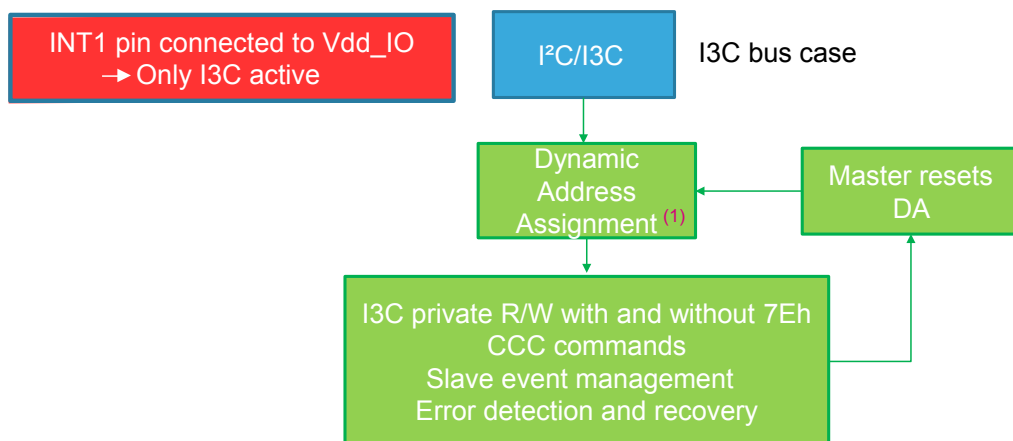 INT1 pin connected to Vdd_IO
→ Only I3C active
I²C/I3C
I3C bus case
Dynamic
Address
Assignment (1)
Master resets
DA
I3C private R/W with and without 7Eh
CCC commands
Slave event management
Error detection and recovery